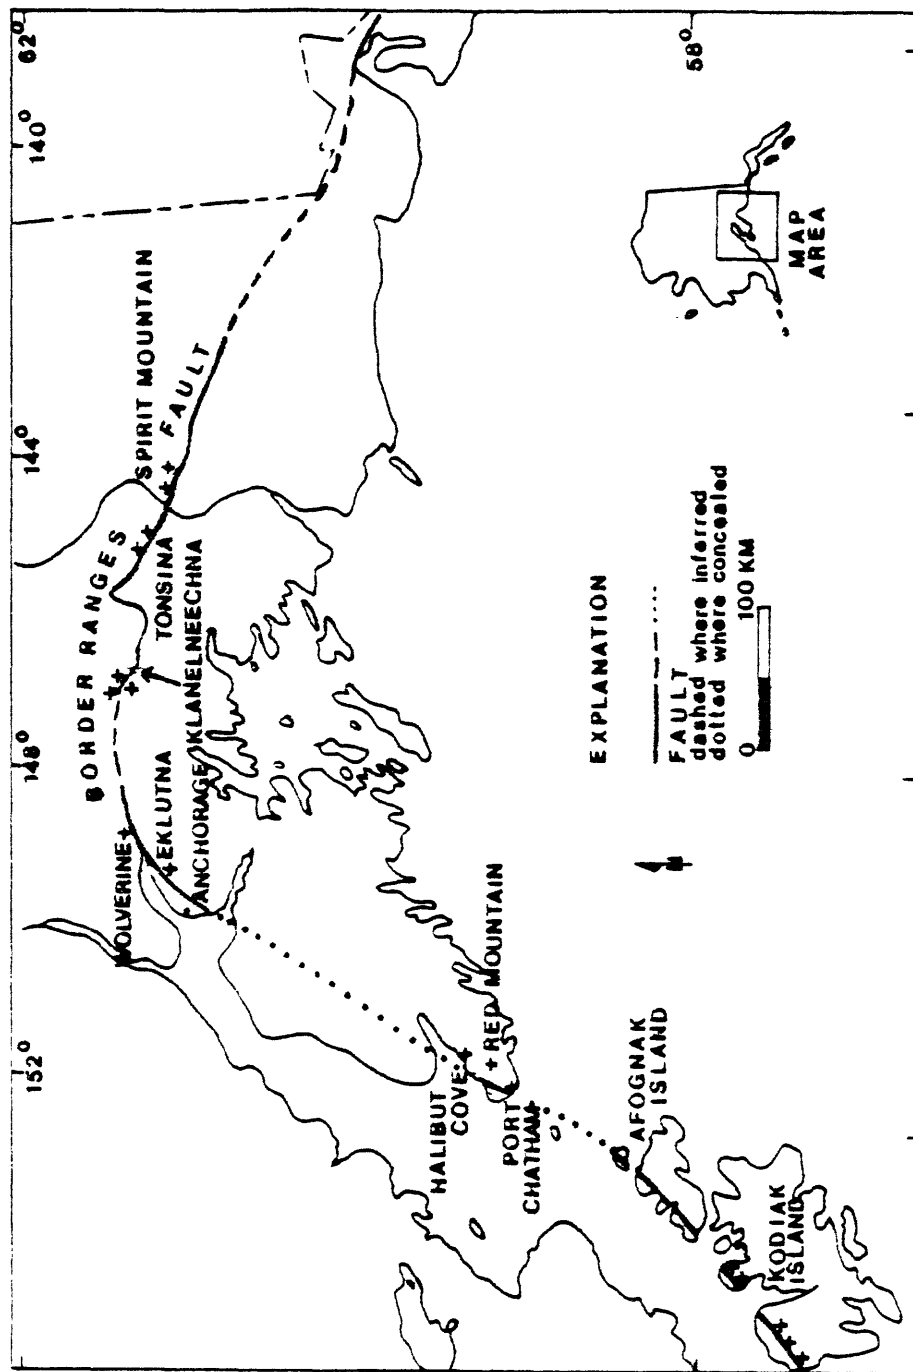 62°
140°
144°
148°
152°
58°
BORDER RANGES
FAULT
SPIRIT MOUNTAIN
TONSINA
KLANELNEECHNA
WOLVERINE
EKLUTNA
ANCHORAGE
HALIBUT
COVE
RED MOUNTAIN
PORT
CHATHAM
AFOGNAK
ISLAND
KODIAK
ISLAND
MAP
AREA
EXPLANATION
FAULT
dashed where inferred
dotted where concealed
0 100 KM
N